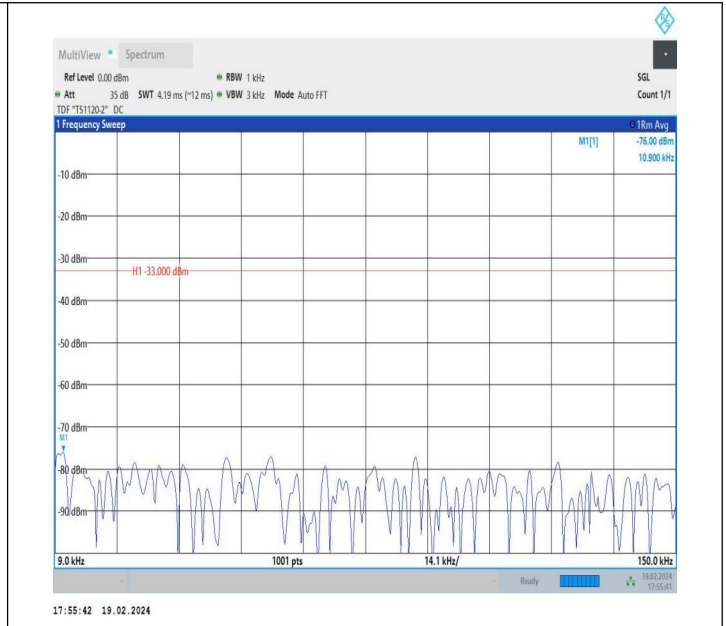 R S
MultiView Spectrum
Ref Level 0.00 dBm RBW 1 kHz SGL
Att 35 dB SWT 4.19 ms (~12 ms) VBW 3 kHz Mode Auto FFT Count 1/1
TDF "TS1120-2" DC
1 Frequency Sweep 1Rm Avg
M1[1] -76.00 dBm
10.900 kHz
-10 dBm
-20 dBm
-30 dBm
H1 -33.000 dBm
-40 dBm
-50 dBm
-60 dBm
-70 dBm
M1
-80 dBm
-90 dBm
9.0 kHz 1001 pts 14.1 kHz/ 150.0 kHz
Ready 19.02.2024
17:55:41
17:55:42 19.02.2024